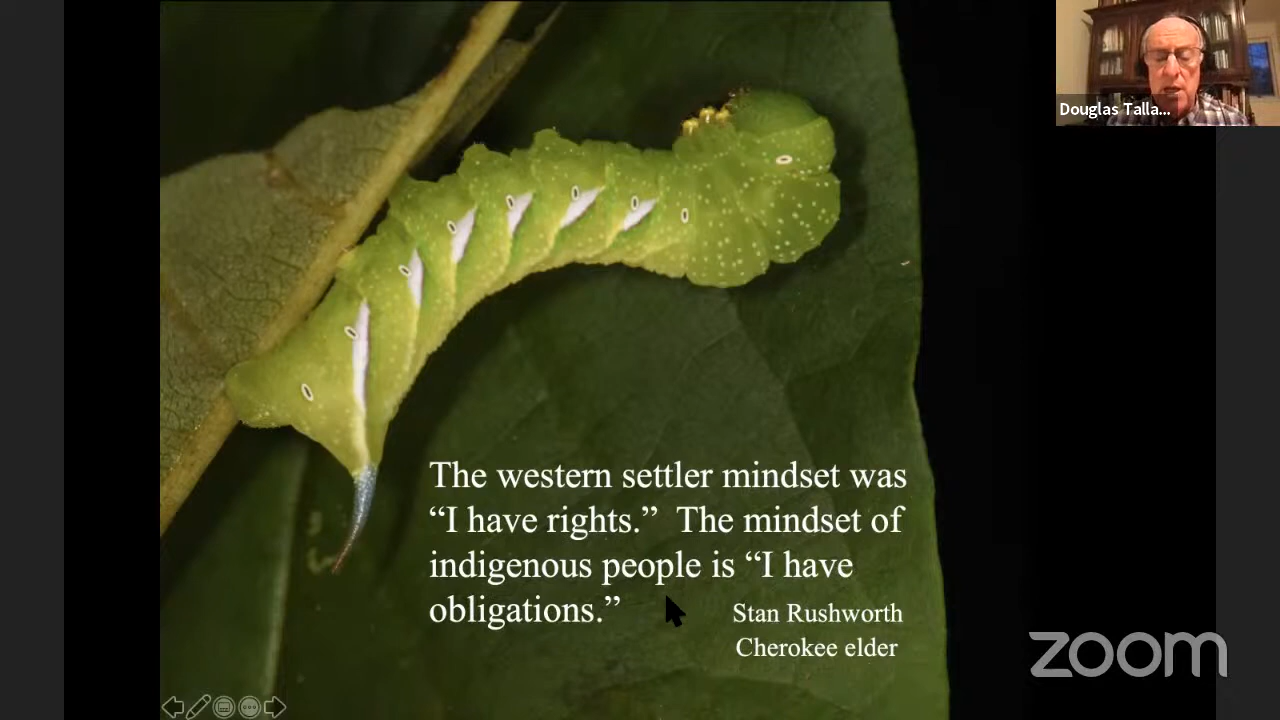 Douglas Talla...
The western settler mindset was
“I have rights.”  The mindset of
indigenous people is “I have
obligations.”
Stan Rushworth
Cherokee elder
zoom